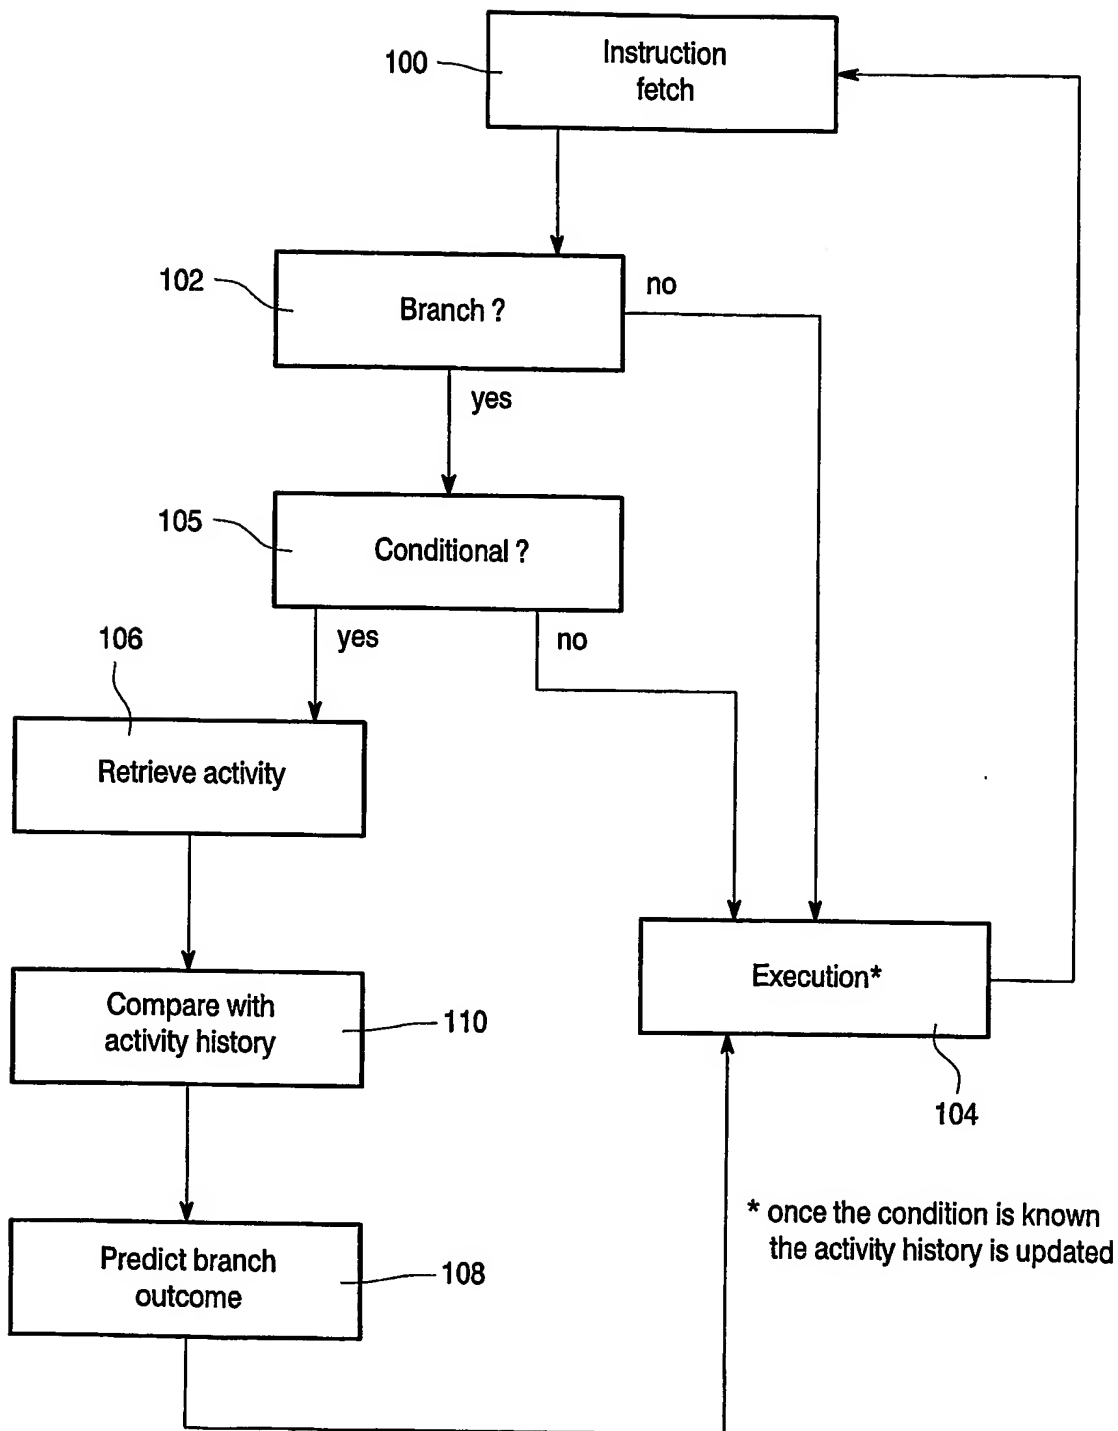 100
Instruction
fetch
102
Branch ?
no
yes
105
Conditional ?
106
yes
no
Retrieve activity
Compare with
activity history
110
Execution*
104
Predict branch
outcome
108
* once the condition is known
the activity history is updated